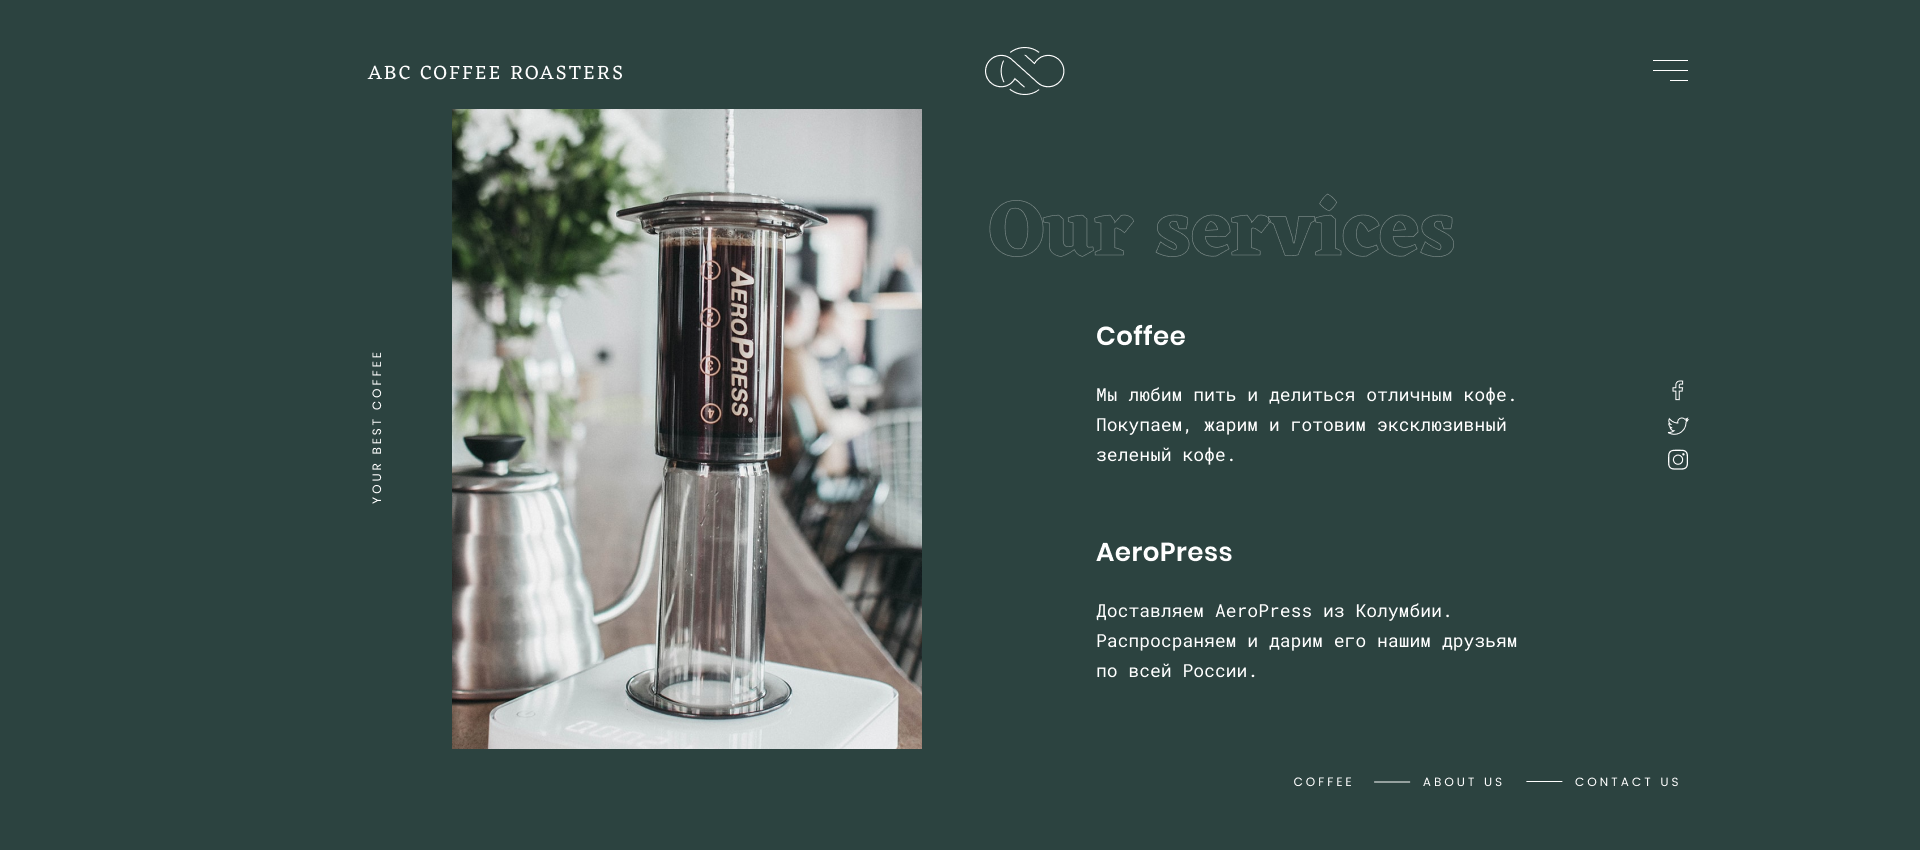 ABC COFFEE ROASTERS
YOUR BEST COFFEE
AEROPRESS
4
Our services
Coffee
Мы любим пить и делиться отличным кофе.
Покупаем, жарим и готовим эксклюзивный
зеленый кофе.
AeroPress
Доставляем AeroPress из Колумбии.
Распросраняем и дарим его нашим друзьям
по всей России.
COFFEE
ABOUT US
CONTACT US